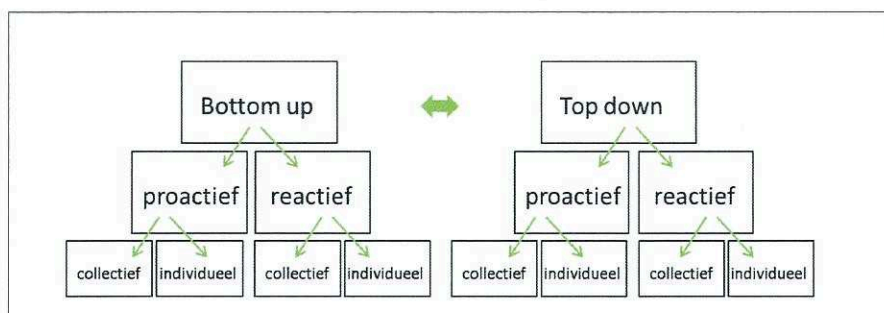 Bottom up
Top down
proactief
reactief
proactief
reactief
collectief
individueel
collectief
individueel
collectief
individueel
collectief
individueel